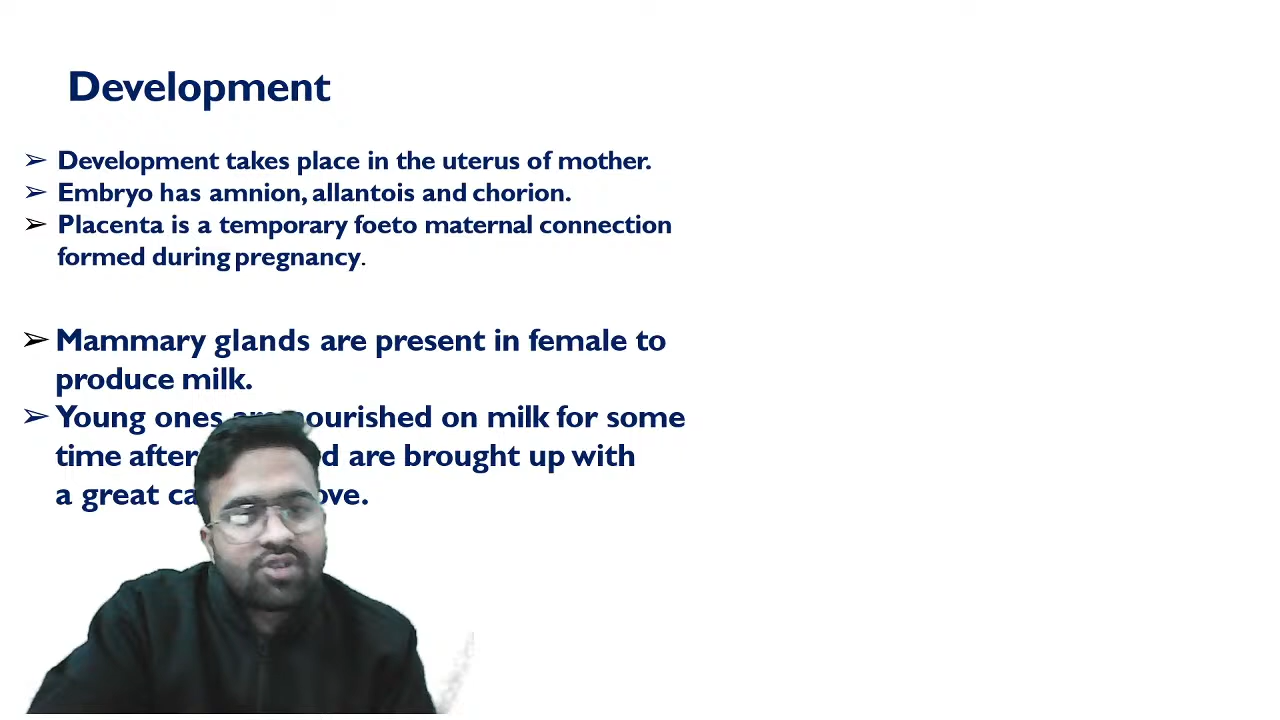 Development
➢ Development takes place in the uterus of mother.
➢ Embryo has amnion, allantois and chorion.
➢ Placenta is a temporary foeto maternal connection
formed during pregnancy.
➢ Mammary glands are present in female to
produce milk.
➢ Young ones are nourished on milk for some
time after are brought up with
a great